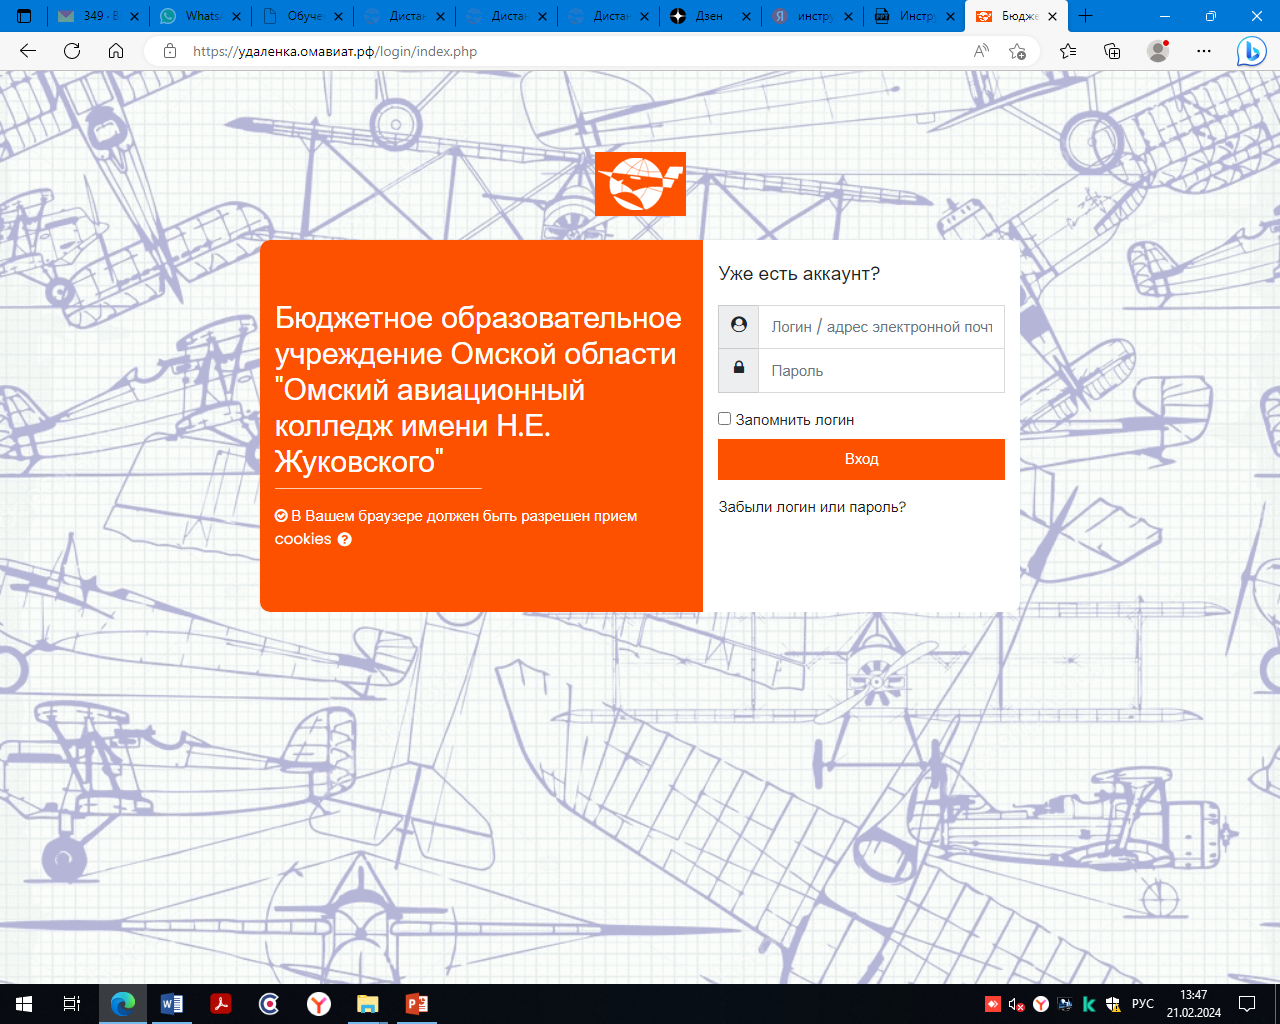 349 - В
WhatsA
Обуче
Дистан
Дистан
Дистан
Дзен
инстру
Инстру
Бюдже
https://удаленка.омавиат.рф/login/index.php
Бюджетное образовательное
учреждение Омской области
"Омский авиационный
колледж имени Н.Е.
Жуковского"
В Вашем браузере должен быть разрешен прием
cookies
Уже есть аккаунт?
Логин / адрес электронной почт
Пароль
Запомнить логин
Вход
Забыли логин или пароль?
РУС
13:47
21.02.2024